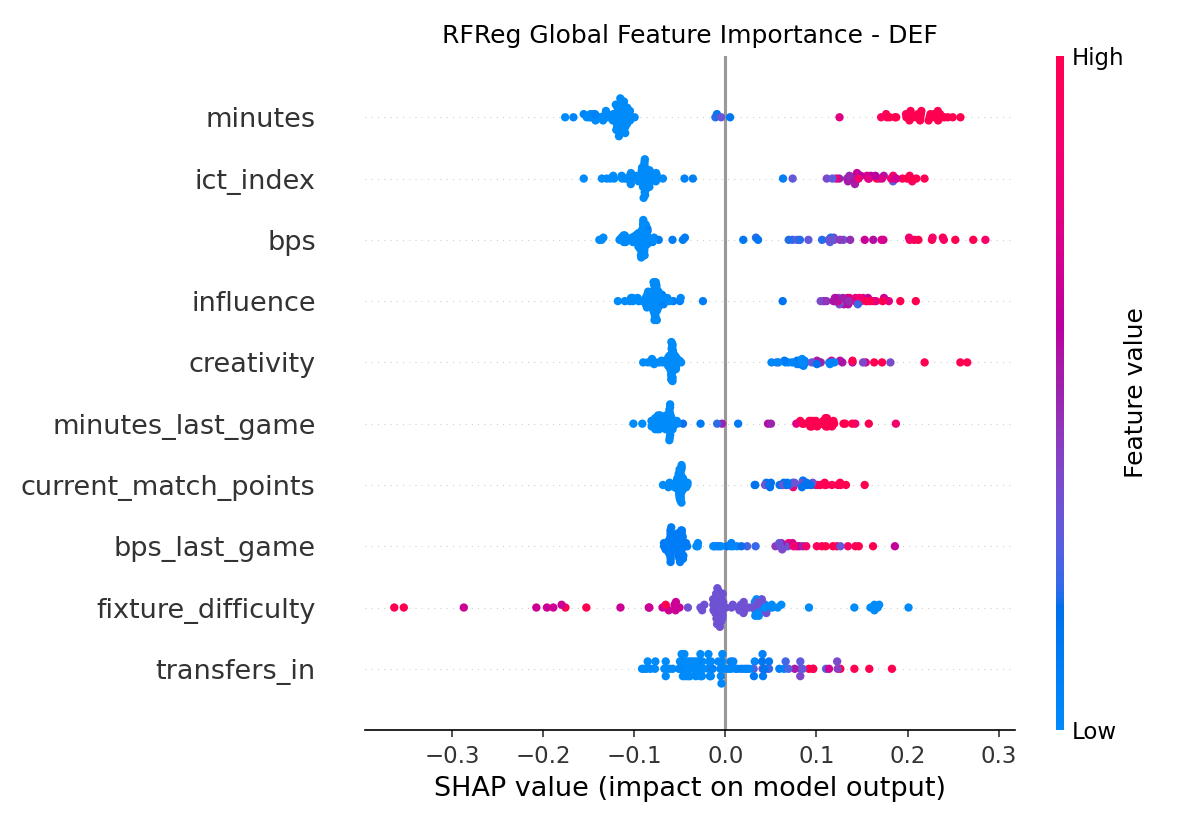 RFReg Global Feature Importance - DEF
High
minutes
ict_index
bps
influence
creativity
minutes_last_game
current_match_points
bps_last_game
fixture_difficulty
transfers_in
Feature value
Low
−0.3 −0.2 −0.1 0.0 0.1 0.2 0.3
SHAP value (impact on model output)